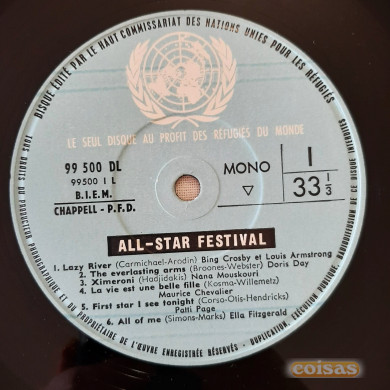 DISQUE ÉDITÉ PAR LE HAUT COMMISSARIAT DES NATIONS UNIES POUR LES RÉFUGIÉS
LE SEUL DISQUE AU PROFIT DES RÉFUGIÉS DU MONDE
99 500 DL
99500 1 L
B.I.E.M.
CHAPPELL - P.F.D.
MONO
I
33 1/3
ALL-STAR FESTIVAL
1. Lazy River (Carmichael-Arodin) Bing Crosby et Louis Armstrong
2. The everlasting arms (Broones-Webster) Doris Day
3. Ximeroni (Hadjidakis) Nana Mouskouri
4. La vie est une belle fille (Kosma-Willemetz)
Maurice Chevalier
5. First star I see tonight (Corso-Otis-Hendricks)
Patti Page
6. All of me (Simons-Marks) Ella Fitzgerald
TOUS DROITS DU PRODUCTEUR PHONOGRAPHIQUE ET DU PROPRIÉTAIRE DE L'ŒUVRE ENREGISTRÉE RÉSERVÉS - DUPLICATION, EXÉCUTION PUBLIQUE, RADIODIFFUSION DE CE DISQUE INTERDITES
coisas